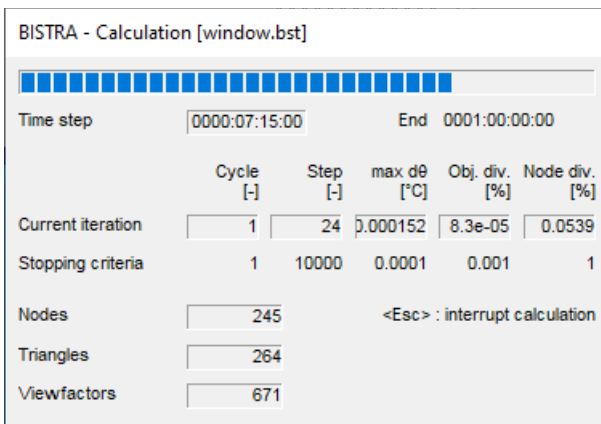 BISTRA - Calculation [window.bst]
Time step 0000:07:15:00 End 0001:00:00:00
Cycle Step max dθ Obj. div. Node div.
[-] [-] [°C] [%] [%]
Current iteration 1 24 0.000152 8.3e-05 0.0539
Stopping criteria 1 10000 0.0001 0.001 1
Nodes 245 <Esc> : interrupt calculation
Triangles 264
Viewfactors 671